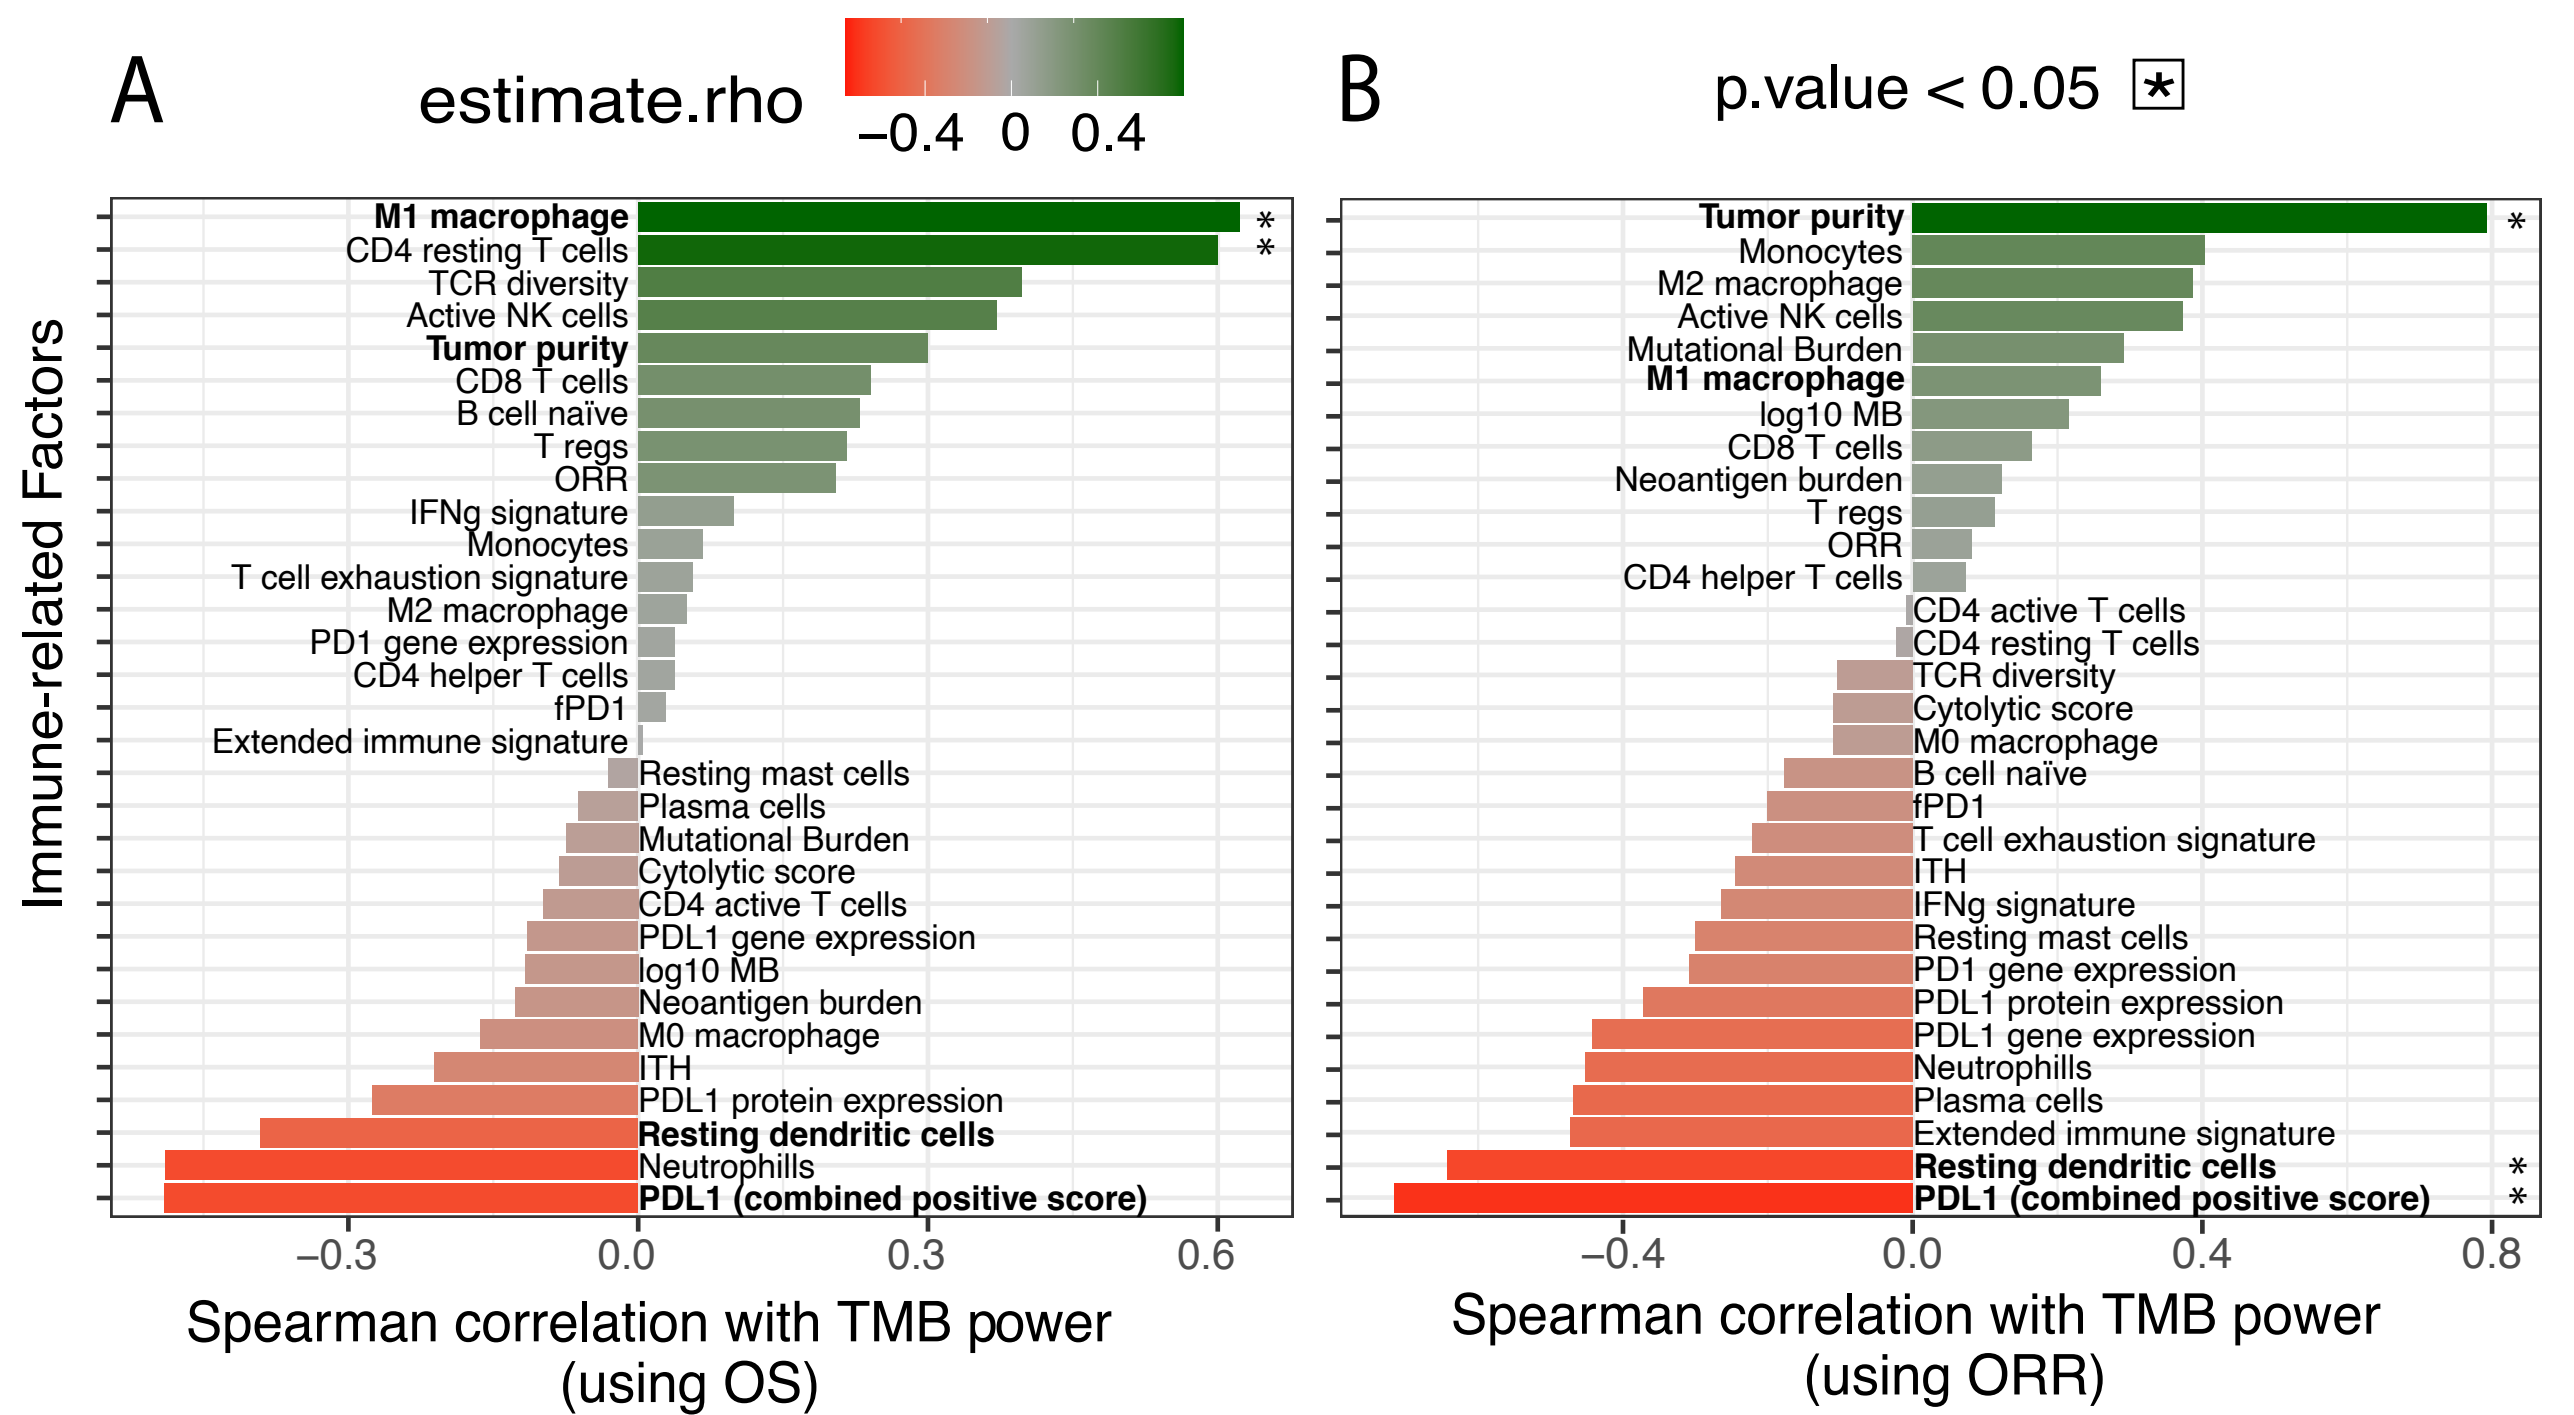 A
estimate.rho
−0.4 0 0.4
B
p.value < 0.05 *
Immune-related Factors
M1 macrophage *
CD4 resting T cells *
TCR diversity
Active NK cells
Tumor purity
CD8 T cells
B cell naïve
T regs
ORR
IFNg signature
Monocytes
T cell exhaustion signature
M2 macrophage
PD1 gene expression
CD4 helper T cells
fPD1
Extended immune signature
Resting mast cells
Plasma cells
Mutational Burden
Cytolytic score
CD4 active T cells
PDL1 gene expression
log10 MB
Neoantigen burden
M0 macrophage
ITH
PDL1 protein expression
Resting dendritic cells
Neutrophills
PDL1 (combined positive score)
−0.3 0.0 0.3 0.6
Spearman correlation with TMB power
(using OS)
Tumor purity *
Monocytes
M2 macrophage
Active NK cells
Mutational Burden
M1 macrophage
log10 MB
CD8 T cells
Neoantigen burden
T regs
ORR
CD4 helper T cells
CD4 active T cells
CD4 resting T cells
TCR diversity
Cytolytic score
M0 macrophage
B cell naïve
fPD1
T cell exhaustion signature
ITH
IFNg signature
Resting mast cells
PD1 gene expression
PDL1 protein expression
PDL1 gene expression
Neutrophills
Plasma cells
Extended immune signature
Resting dendritic cells *
PDL1 (combined positive score) *
−0.4 0.0 0.4 0.8
Spearman correlation with TMB power
(using ORR)